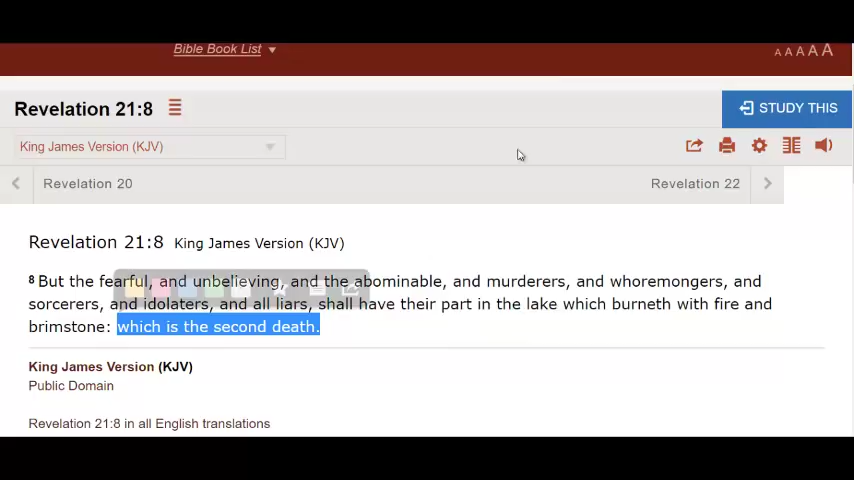 Bible Book List
A A A A A
Revelation 21:8
STUDY THIS
King James Version (KJV)
Revelation 20
Revelation 22
Revelation 21:8 King James Version (KJV)
8 But the fearful, and unbelieving, and the abominable, and murderers, and whoremongers, and
sorcerers, and idolaters, and all liars, shall have their part in the lake which burneth with fire and
brimstone: which is the second death.
King James Version (KJV)
Public Domain
Revelation 21:8 in all English translations